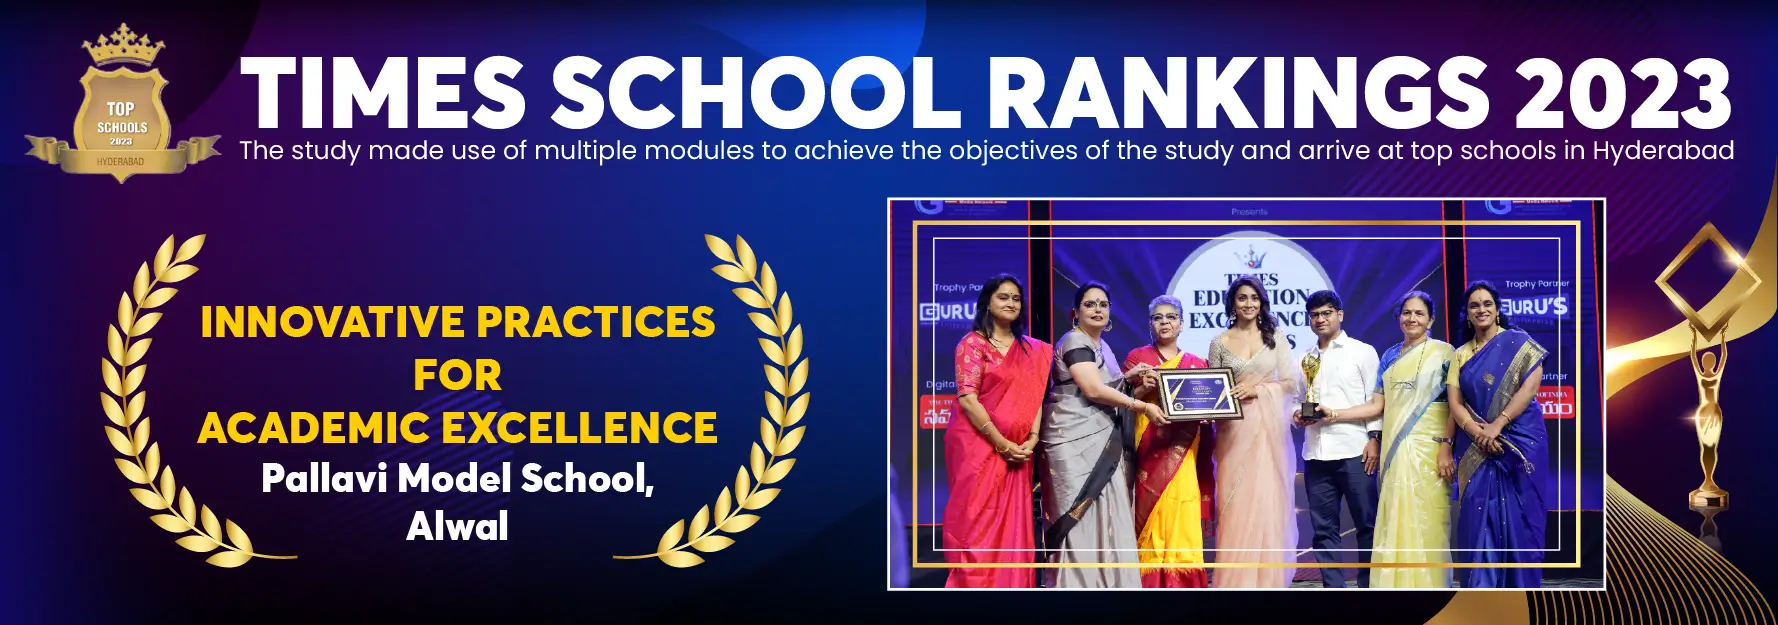 TOP
SCHOOLS
2023
HYDERABAD
TIMES SCHOOL RANKINGS 2023
The study made use of multiple modules to achieve the objectives of the study and arrive at top schools in Hyderabad
INNOVATIVE PRACTICES
FOR
ACADEMIC EXCELLENCE
Pallavi Model School,
Alwal
Presents
TIMES
Trophy Partner
GURU'S